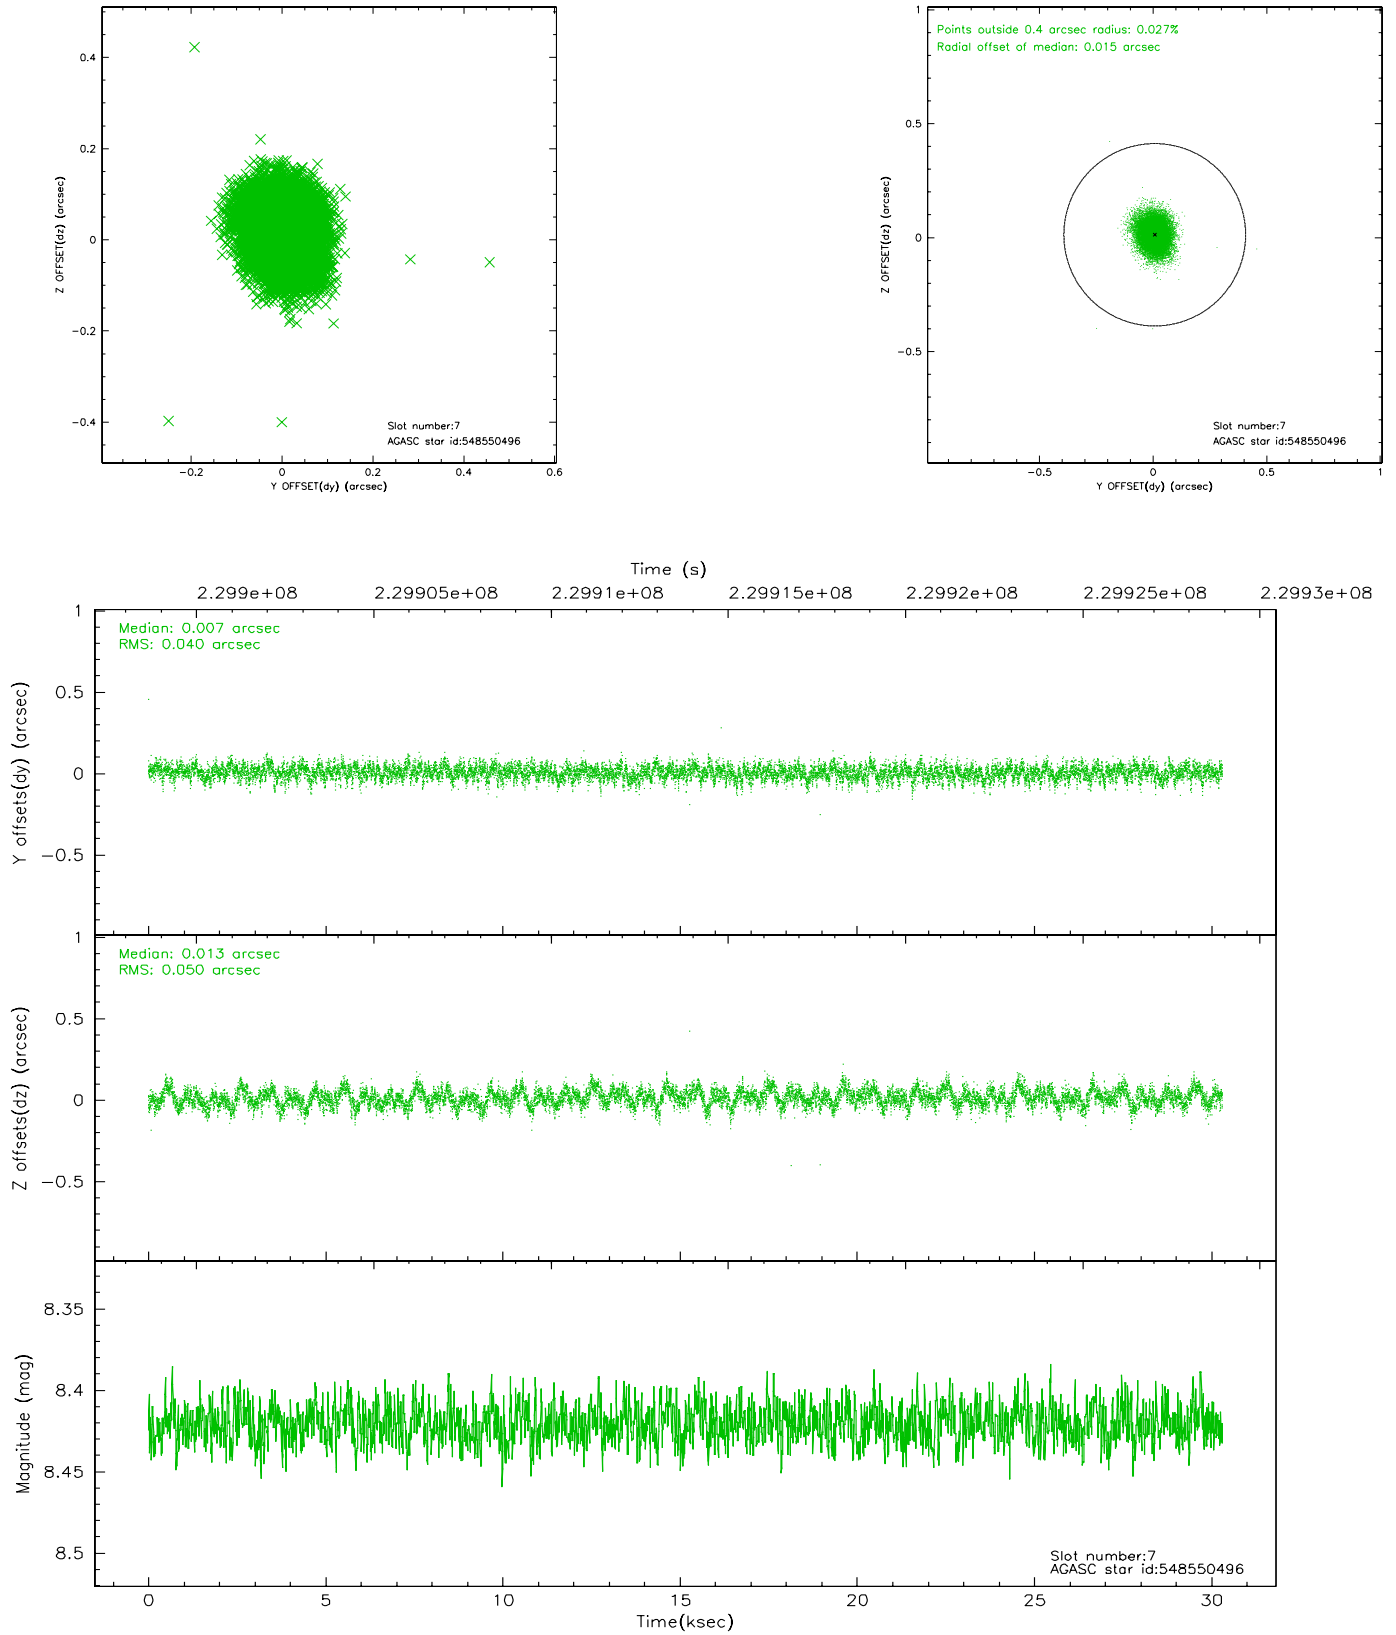 0.4
0.2
0
−0.2
−0.4
Z OFFSET(dz) (arcsec)
Slot number:7
AGASC star id:548550496
−0.2
0
0.2
0.4
0.6
Y OFFSET(dy) (arcsec)
1
0.5
0
−0.5
Z OFFSET(dz) (arcsec)
Points outside 0.4 arcsec radius: 0.027%
Radial offset of median: 0.015 arcsec
Slot number:7
AGASC star id:548550496
−0.5
0
0.5
1
Y OFFSET(dy) (arcsec)
Time (s)
2.299e+08
2.29905e+08
2.2991e+08
2.29915e+08
2.2992e+08
2.29925e+08
2.2993e+08
1
0.5
0
−0.5
Y offsets(dy) (arcsec)
Median: 0.007 arcsec
RMS: 0.040 arcsec
1
0.5
0
−0.5
Z offsets(dz) (arcsec)
Median: 0.013 arcsec
RMS: 0.050 arcsec
8.35
8.4
8.45
8.5
Magnitude (mag)
Slot number:7
AGASC star id:548550496
0
5
10
15
20
25
30
Time(ksec)